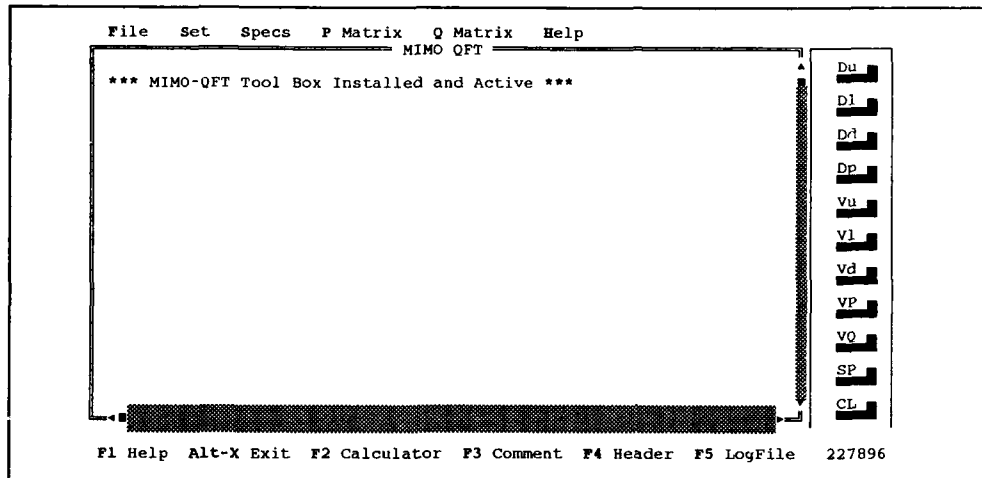 File Set Specs P Matrix Q Matrix Help
MIMO QFT
*** MIMO-QFT Tool Box Installed and Active ***
Du
Dl
Dd
Dp
Vu
Vl
Vd
VP
VQ
SP
CL
F1 Help Alt-X Exit F2 Calculator F3 Comment F4 Header F5 LogFile 227896